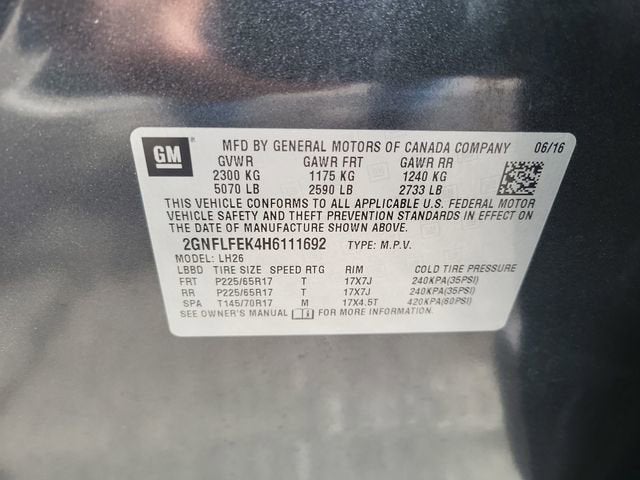 GM MFD BY GENERAL MOTORS OF CANADA COMPANY 06/16
GVWR GAWR FRT GAWR RR
2300 KG 1175 KG 1240 KG
5070 LB 2590 LB 2733 LB
THIS VEHICLE CONFORMS TO ALL APPLICABLE U.S. FEDERAL MOTOR
VEHICLE SAFETY AND THEFT PREVENTION STANDARDS IN EFFECT ON
THE DATE OF MANUFACTURE SHOWN ABOVE.
2GNFLFEK4H6111692 TYPE: M.P.V.
MODEL: LH26
LBBD TIRE SIZE SPEED RTG RIM COLD TIRE PRESSURE
FRT P225/65R17 T 17X7J 240KPA(35PSI)
RR P225/65R17 T 17X7J 240KPA(35PSI)
SPA T145/70R17 M 17X4.5T 420KPA(60PSI)
SEE OWNER'S MANUAL FOR MORE INFORMATION.